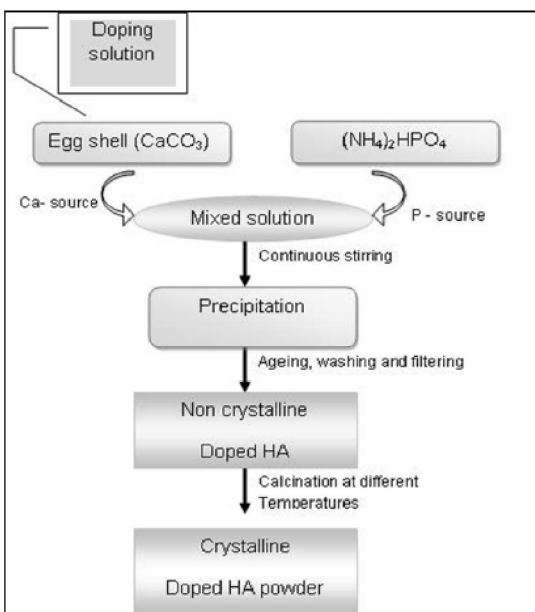 Doping
solution
Egg shell (CaCO₃)
(NH₄)₂HPO₄
Ca- source
P - source
Mixed solution
Continuous stirring
Precipitation
Ageing, washing and filtering
Non crystalline
Doped HA
Calcination at different
Temperatures
Crystalline
Doped HA powder